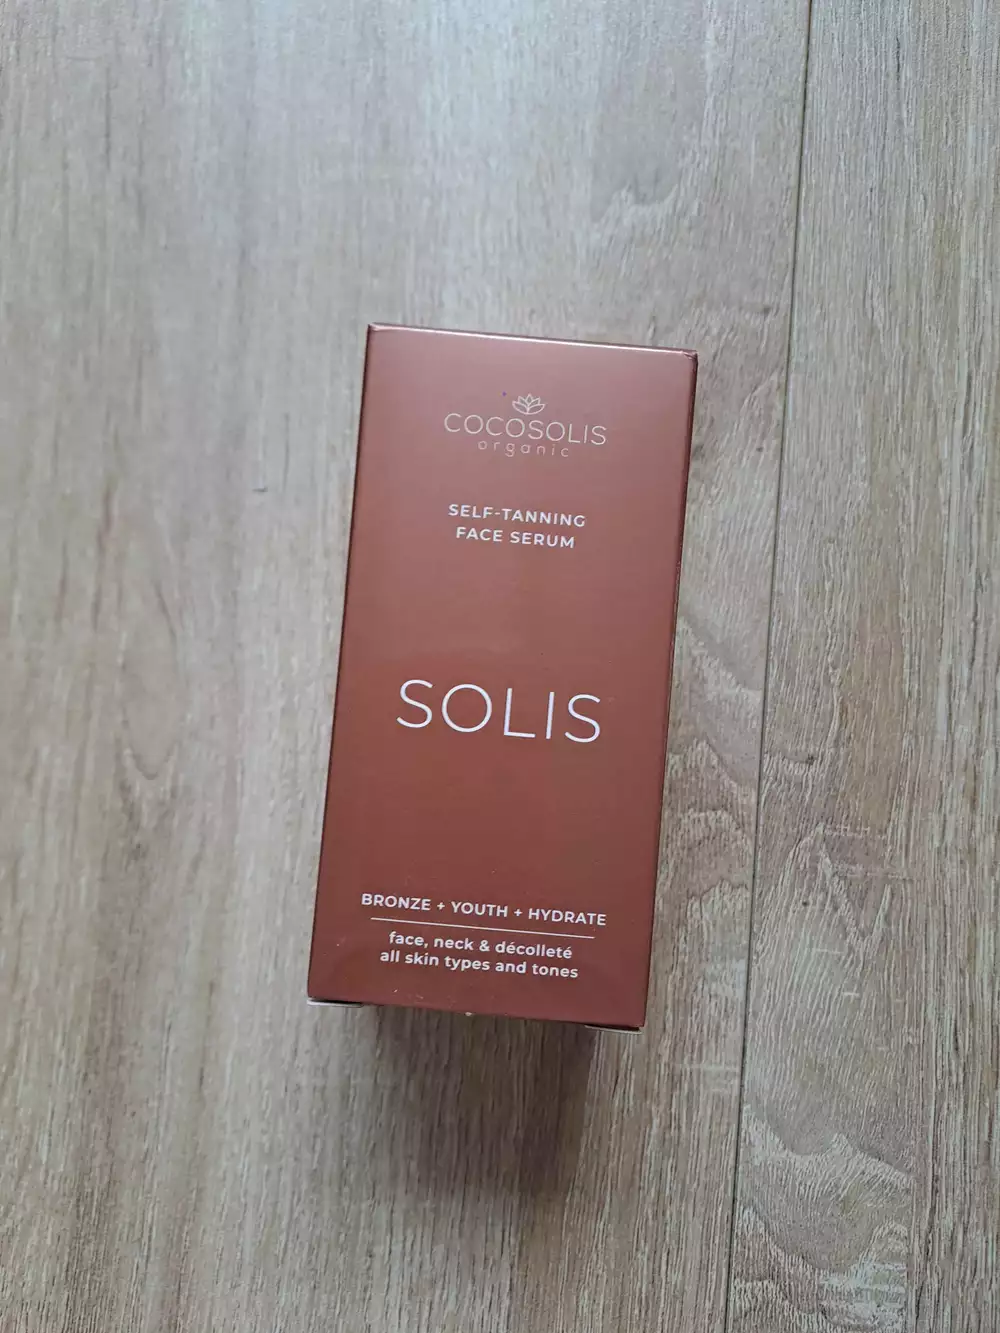 COCOSOLIS
organic
SELF-TANNING
FACE SERUM
SOLIS
BRONZE + YOUTH + HYDRATE
face, neck & décolleté
all skin types and tones